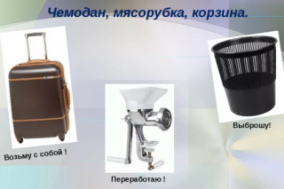 Чемодан, мясорубка, корзина.
Возьму с собой !
Переработаю !
Выброшу!